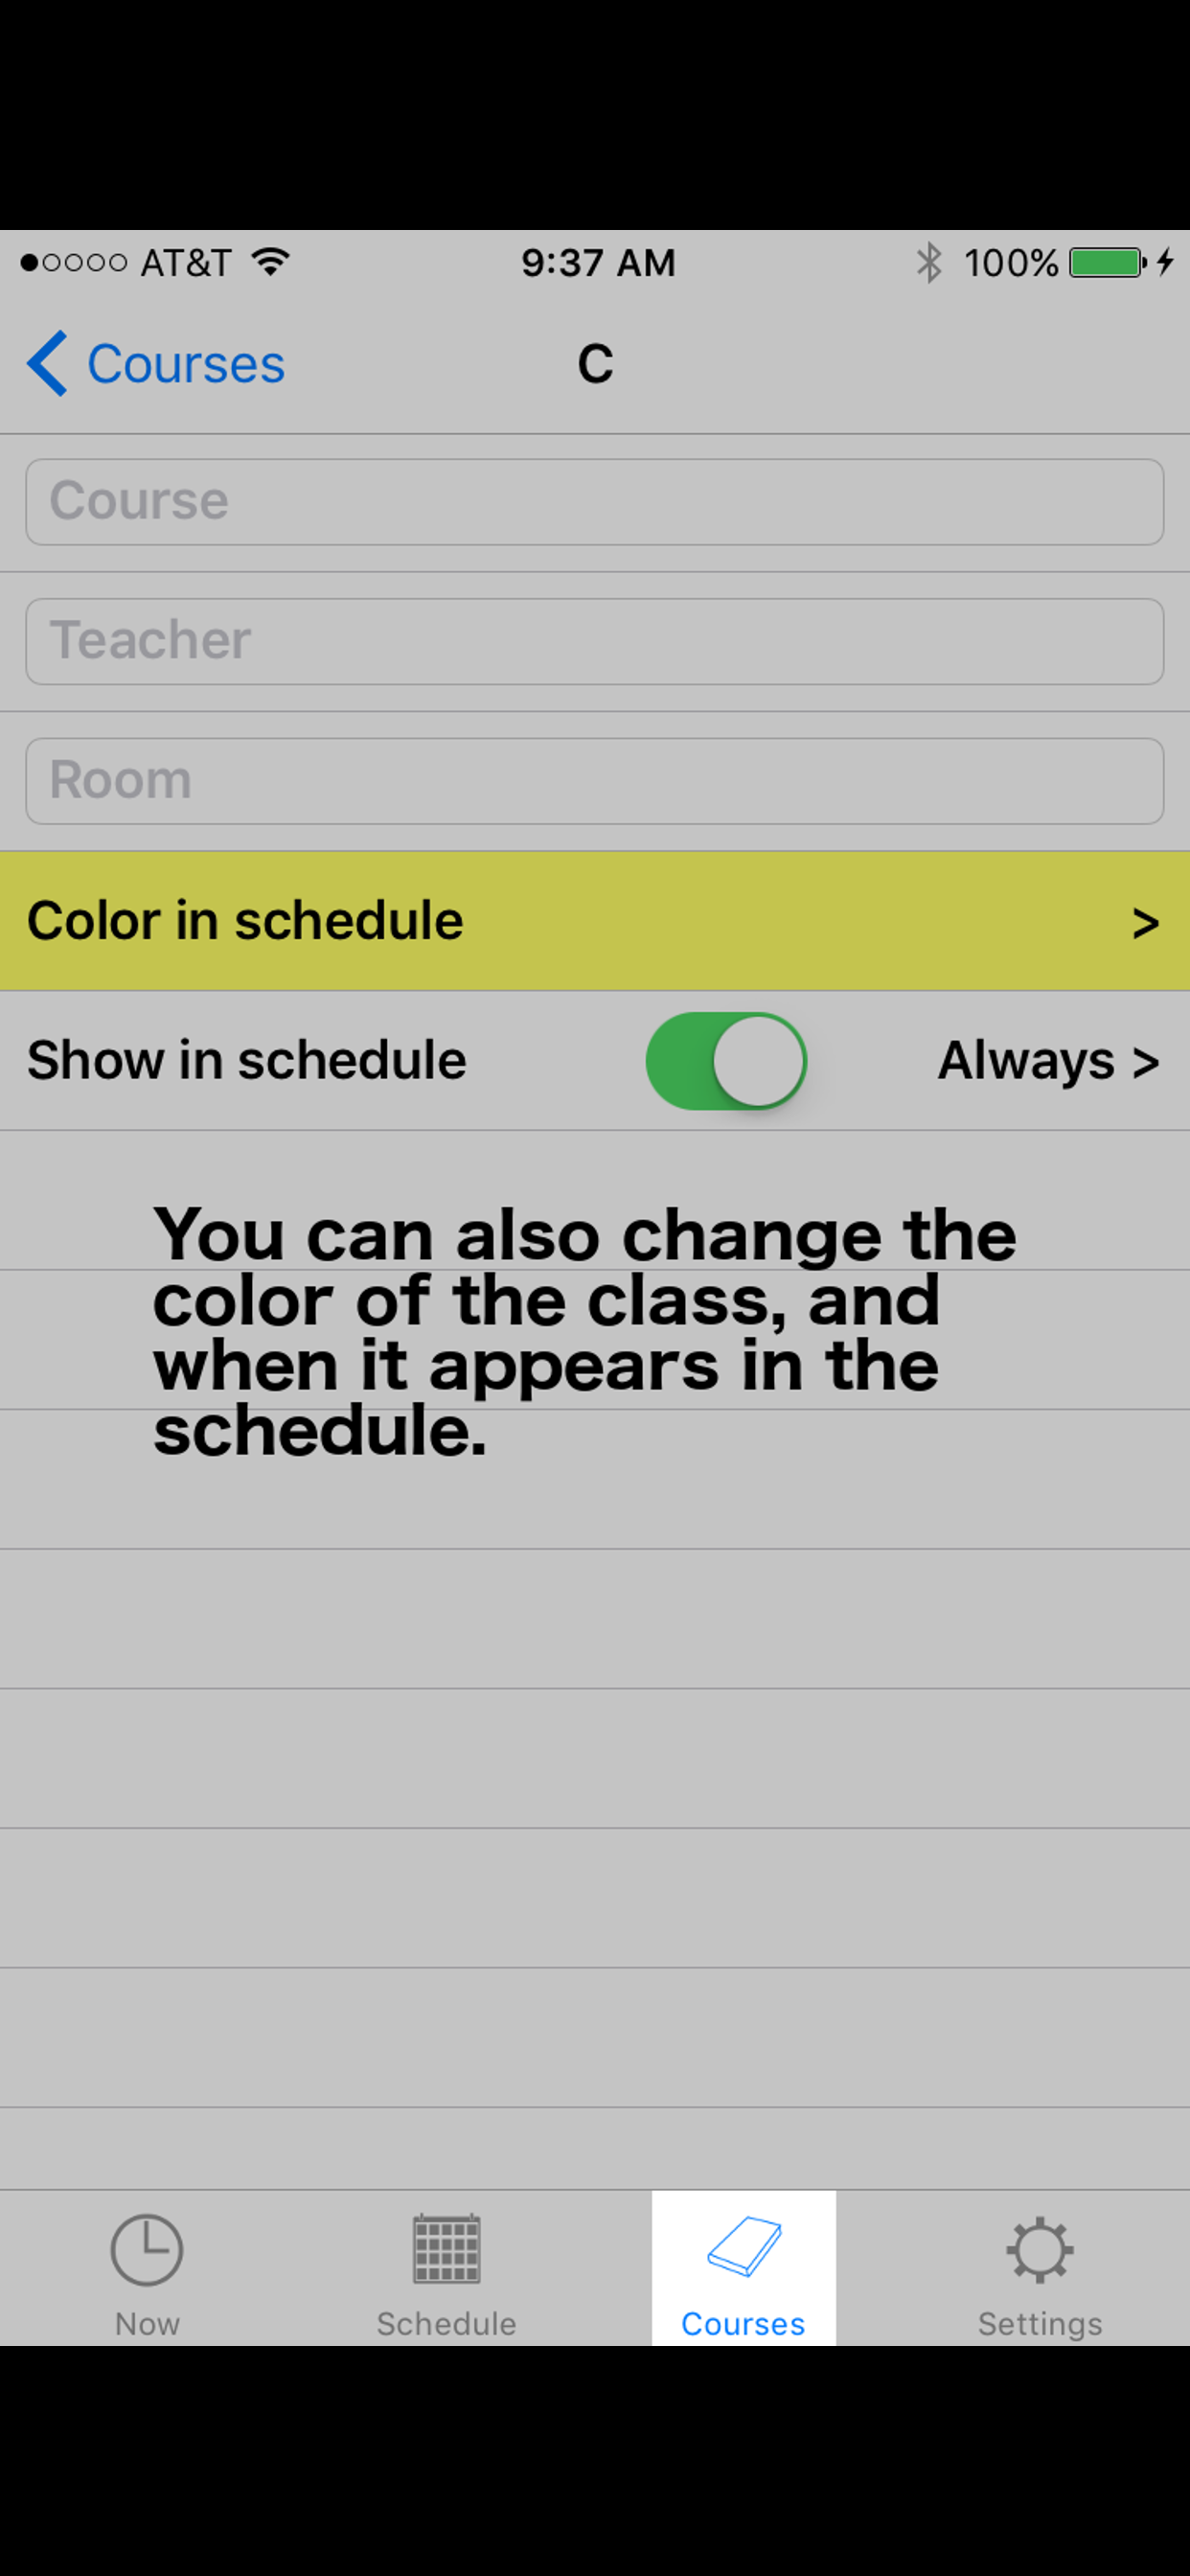 AT&T 9:37 AM 100%
Courses C
Course
Teacher
Room
Color in schedule >
Show in schedule Always >
You can also change the
color of the class, and
when it appears in the
schedule.
Now Schedule Courses Settings